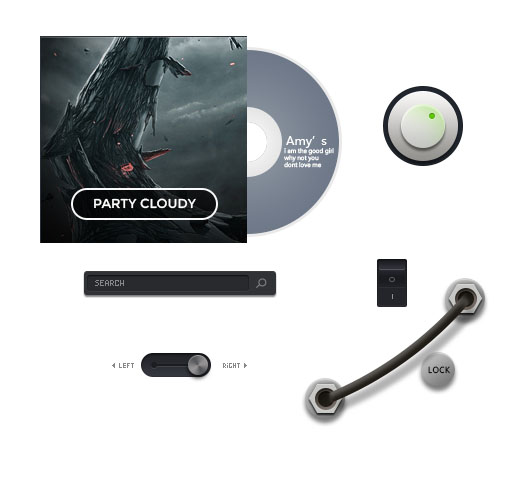 Amy's
i am the good girl
why not you
dont love me
PARTY CLOUDY
SEARCH
LEFT
RIGHT
LOCK